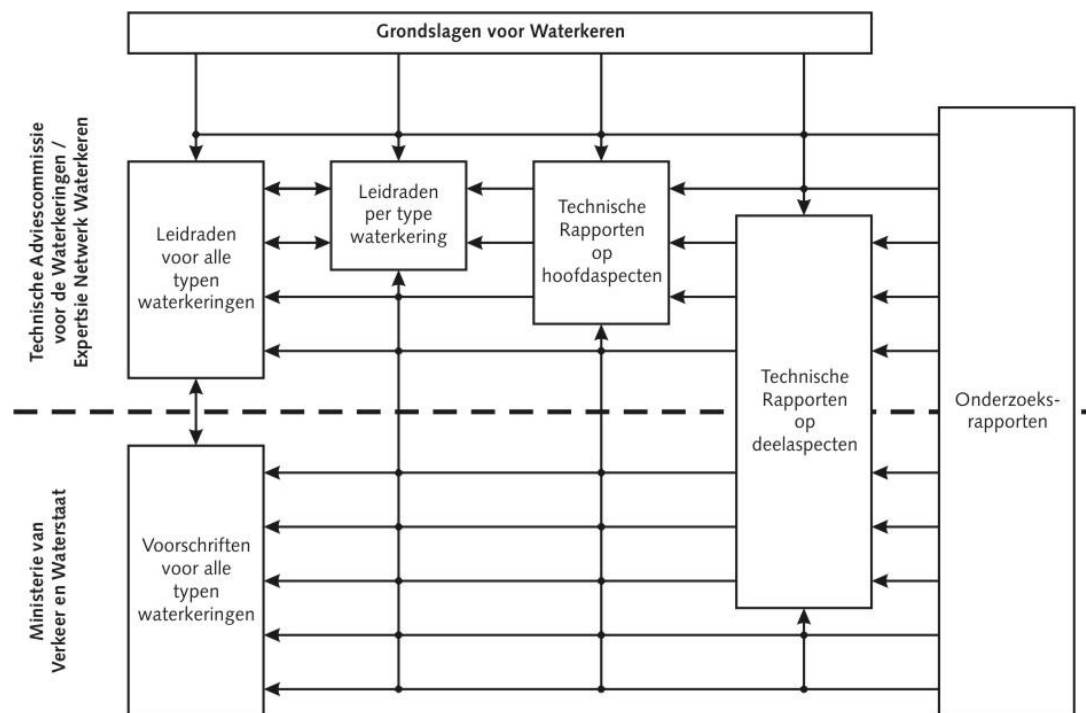 Grondslagen voor Waterkeren
Technische Adviescommissie
voor de Waterkeringen /
Expertsie Netwerk Waterkeren
Leidraden
voor alle
typen
waterkeringen
Leidraden
per type
waterkering
Technische
Rapporten
op
hoofdaspecten
Technische
Rapporten
op
deelaspecten
Onderzoeks-
rapporten
Ministerie van
Verkeer en Waterstaat
Voorschriften
voor alle
typen
waterkeringen